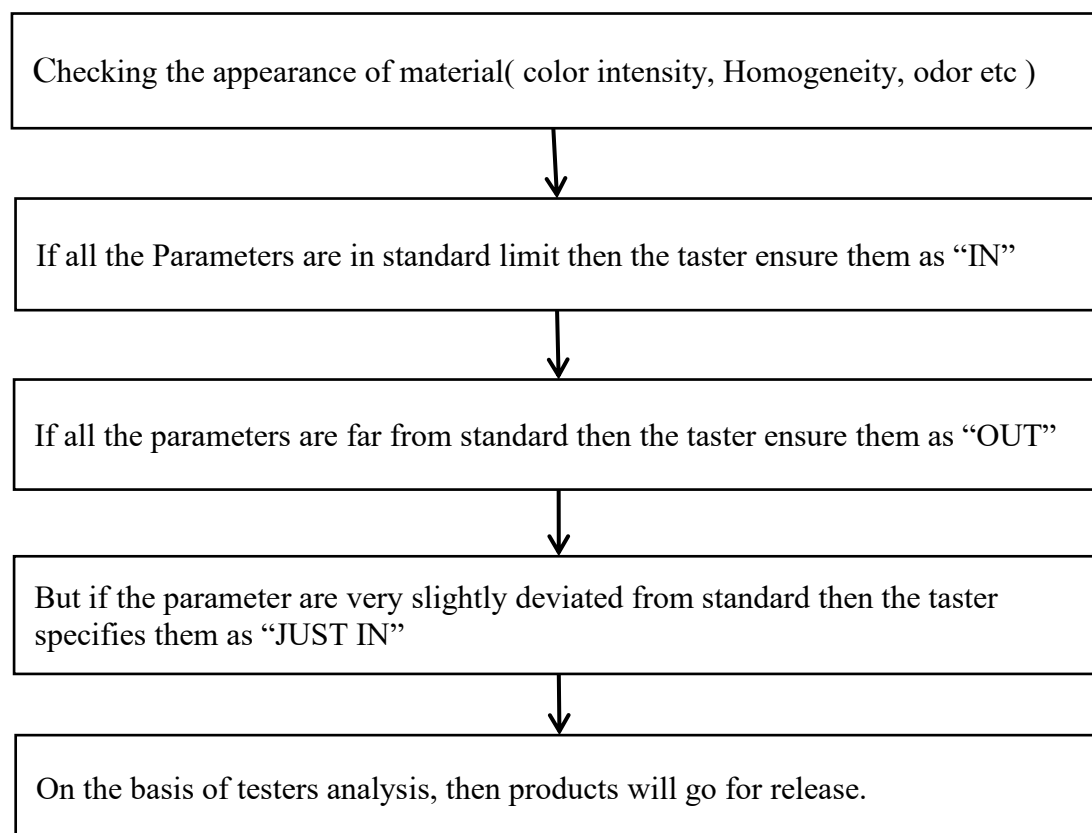 Checking the appearance of material( color intensity, Homogeneity, odor etc )
If all the Parameters are in standard limit then the taster ensure them as “IN”
If all the parameters are far from standard then the taster ensure them as “OUT”
But if the parameter are very slightly deviated from standard then the taster
specifies them as “JUST IN”
On the basis of testers analysis, then products will go for release.